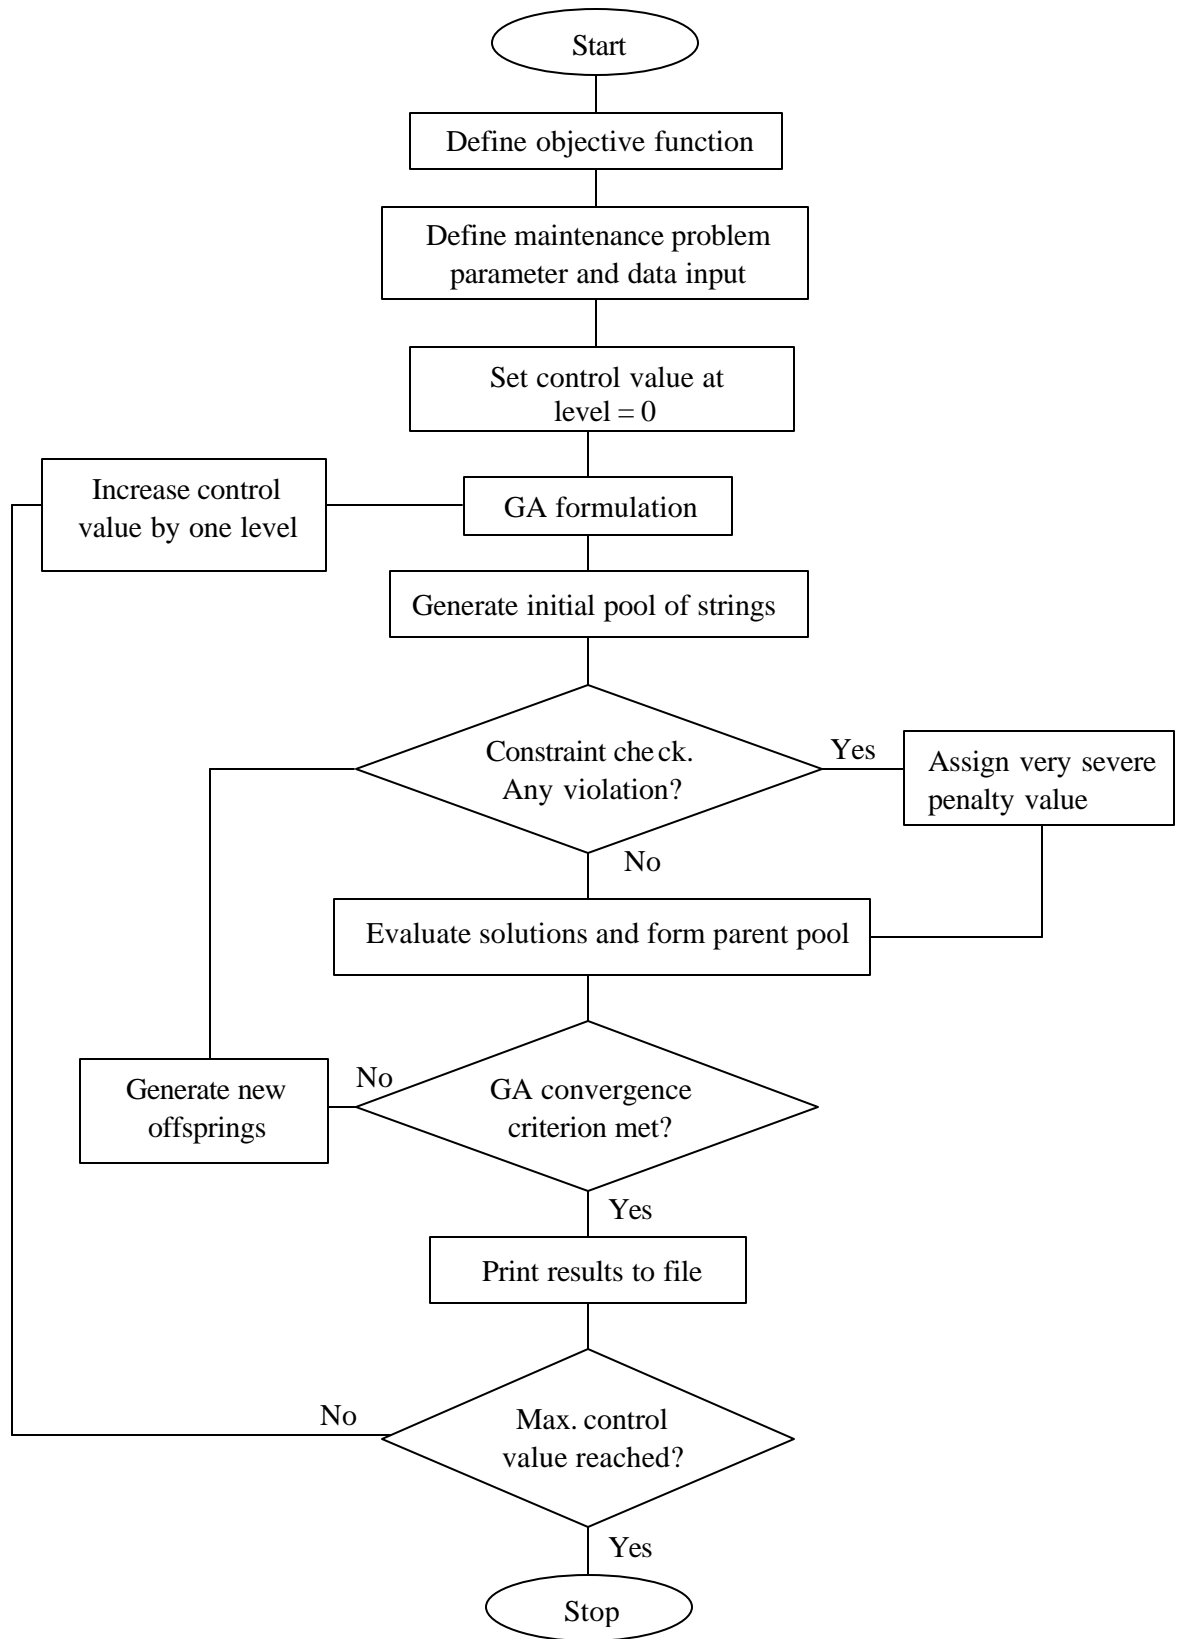 Start
Define objective function
Define maintenance problem
parameter and data input
Set control value at
level = 0
Increase control
value by one level
GA formulation
Generate initial pool of strings
Constraint check.
Any violation?
Yes
Assign very severe
penalty value
No
Evaluate solutions and form parent pool
Generate new
offsprings
No
GA convergence
criterion met?
Yes
Print results to file
No
Max. control
value reached?
Yes
Stop